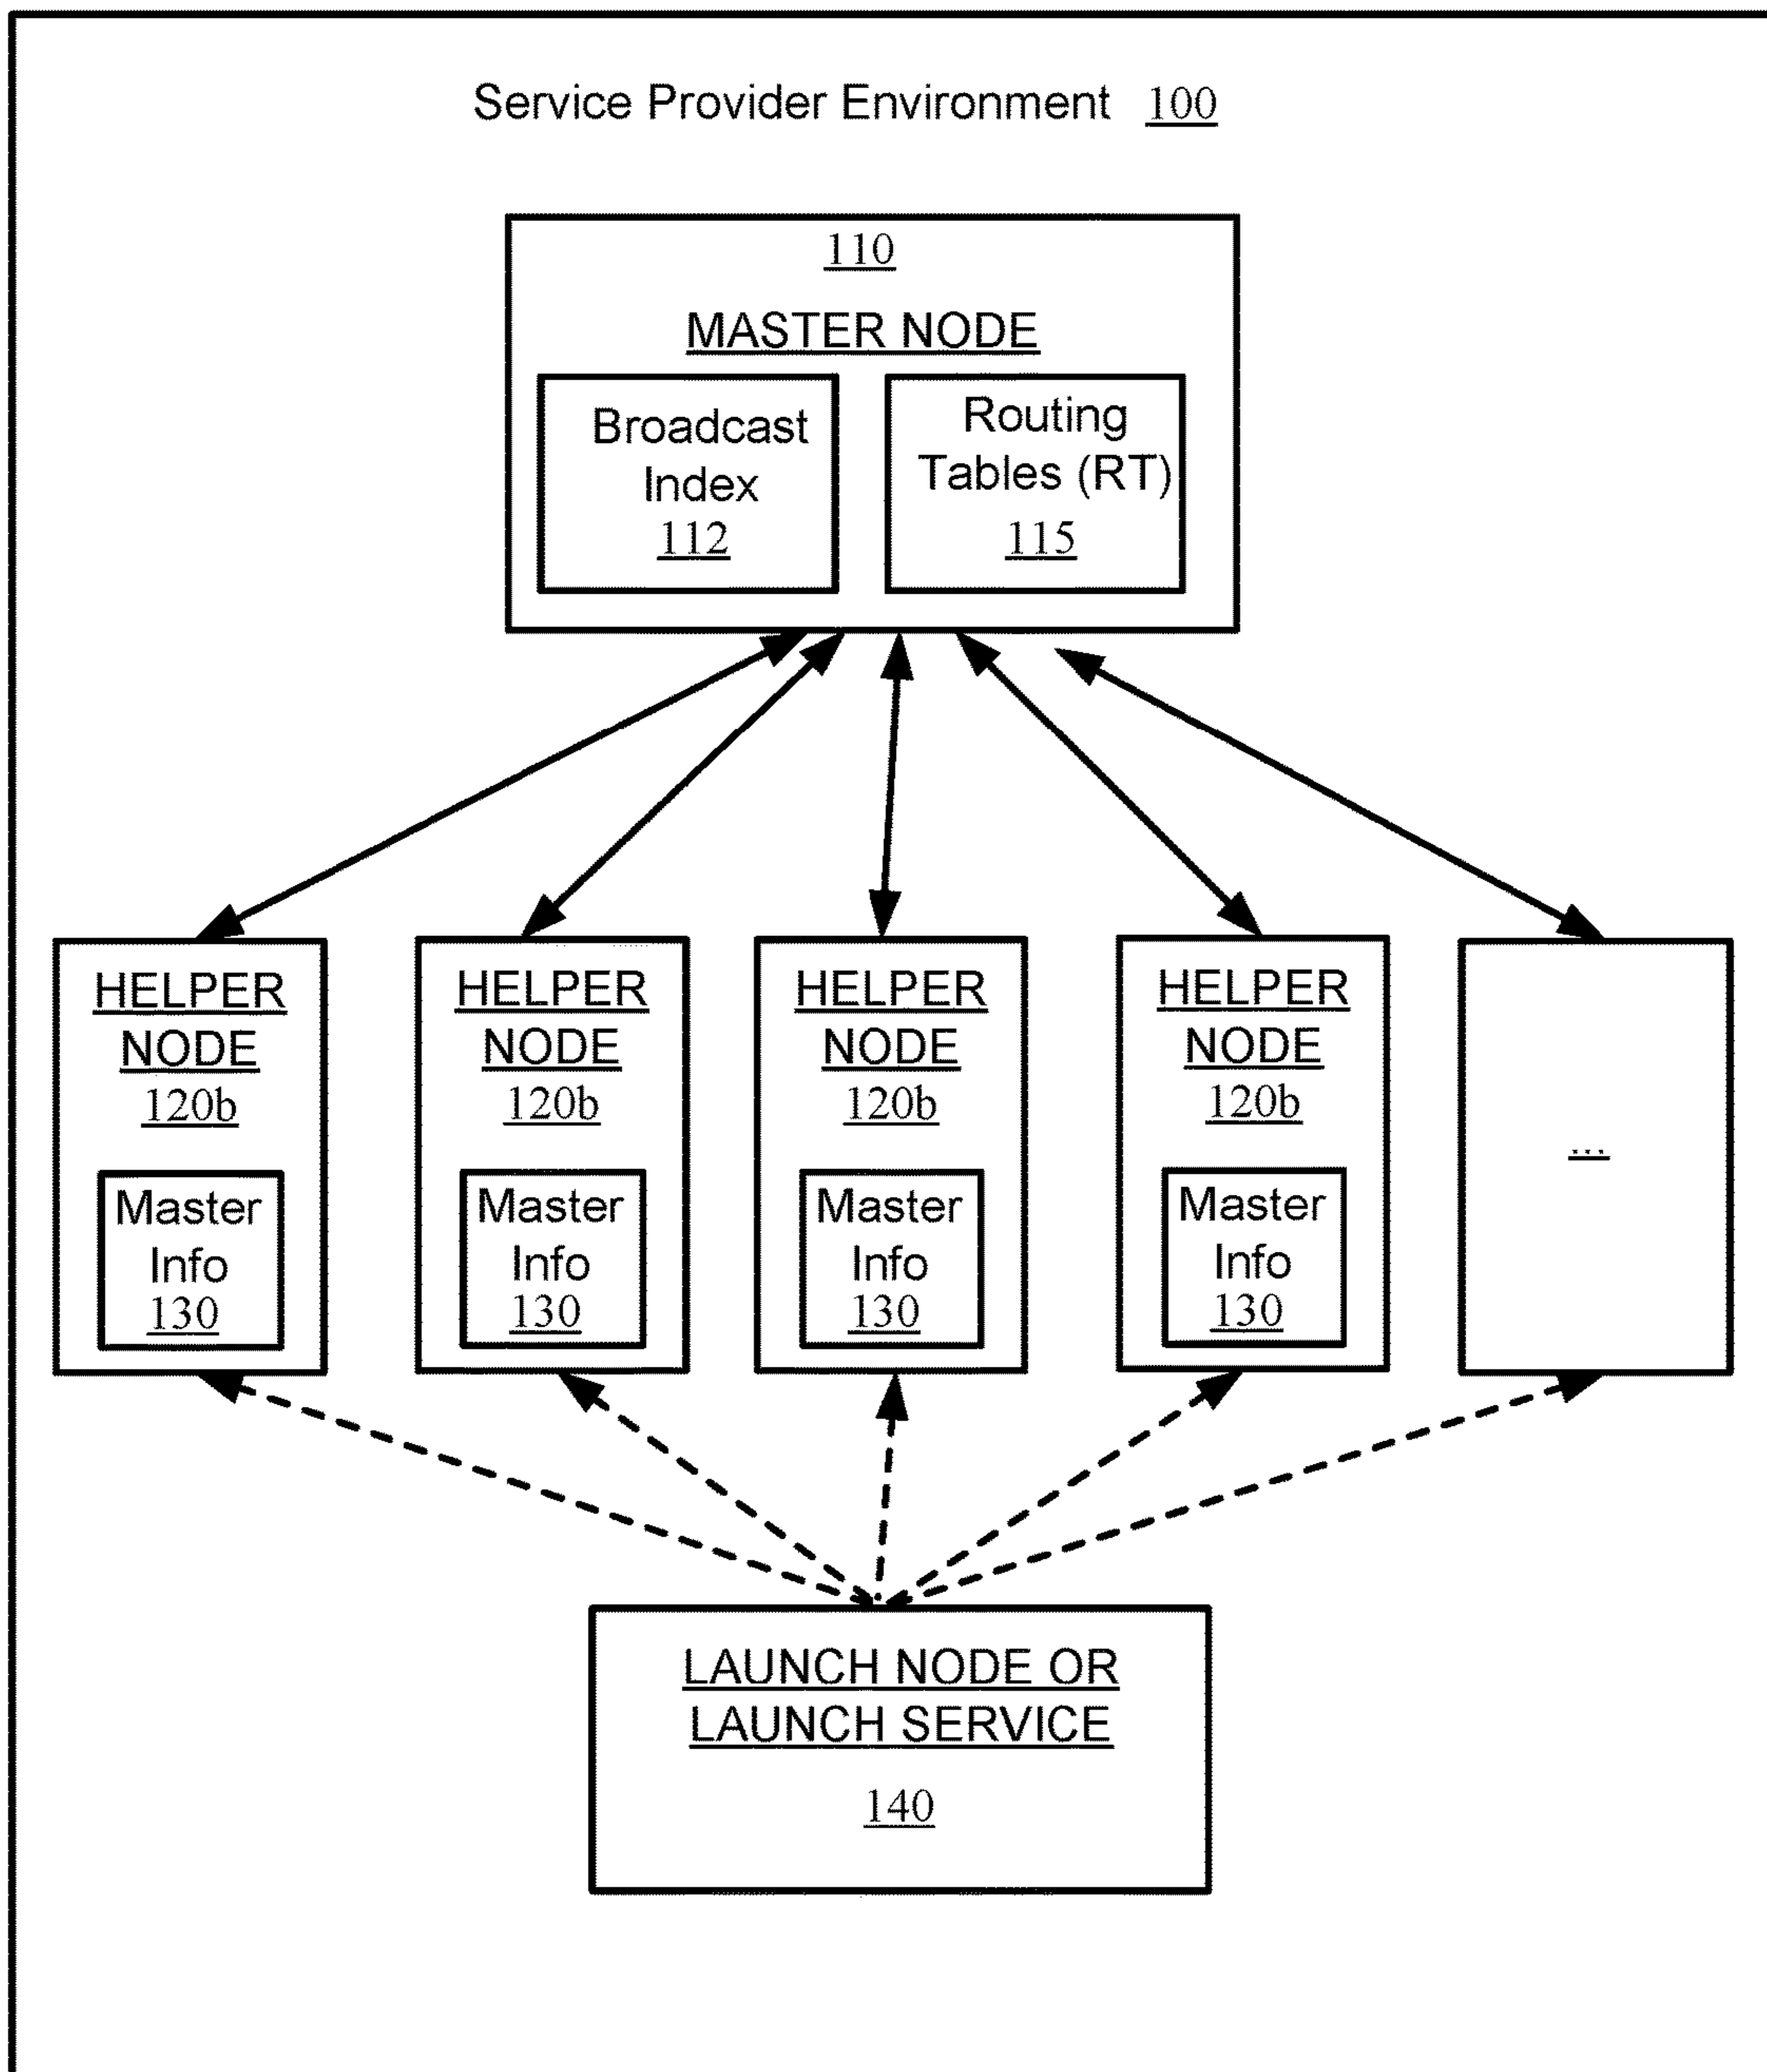 Service Provider Environment 100
110
MASTER NODE
Broadcast
Index
112
Routing
Tables (RT)
115
HELPER
NODE
120b
Master
Info
130
HELPER
NODE
120b
Master
Info
130
HELPER
NODE
120b
Master
Info
130
HELPER
NODE
120b
Master
Info
130
...
LAUNCH NODE OR
LAUNCH SERVICE
140